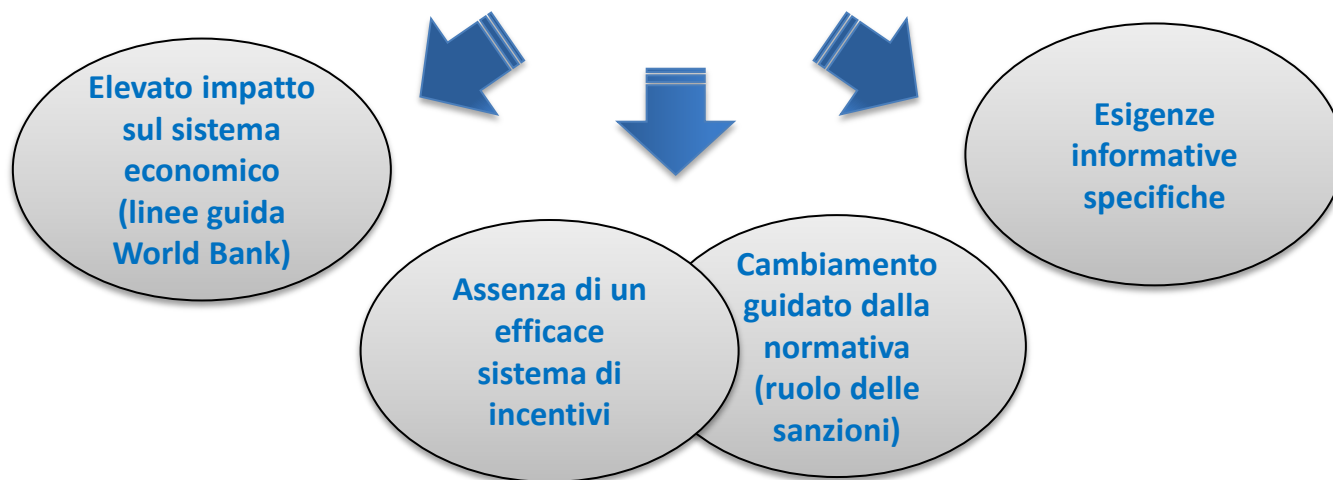 Elevato impatto
sul sistema
economico
(linee guida
World Bank)
Assenza di un
efficace
sistema di
incentivi
Cambiamento
guidato dalla
normativa
(ruolo delle
sanzioni)
Esigenze
informative
specifiche